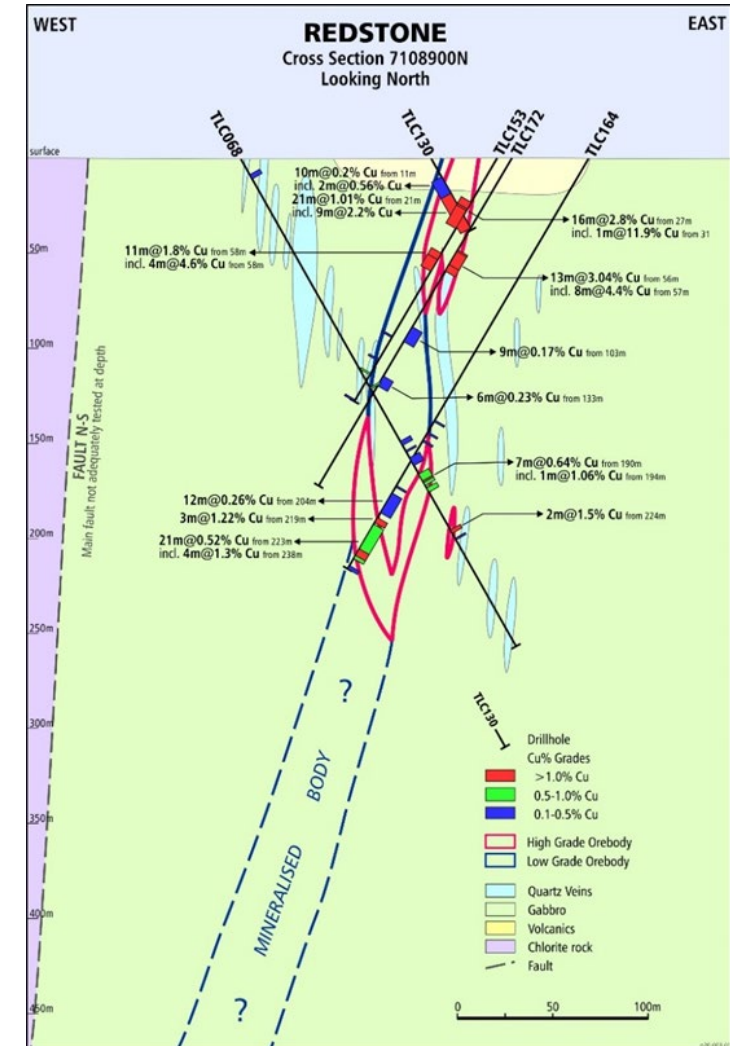 WEST
REDSTONE
EAST
Cross Section 7108900N
Looking North
TLC068
TLC130
TLC153
TLC172
TLC164
surface
10m@0.2% Cu from 11m
incl. 2m@0.56% Cu
21m@1.01% Cu from 21m
incl. 9m@2.2% Cu
16m@2.8% Cu from 27m
incl. 1m@11.9% Cu from 31
50m
11m@1.8% Cu from 58m
incl. 4m@4.6% Cu from 58m
13m@3.04% Cu from 56m
incl. 8m@4.4% Cu from 57m
100m
9m@0.17% Cu from 103m
6m@0.23% Cu from 133m
150m
FAULT N-S
Main fault not adequately tested at depth
7m@0.64% Cu from 190m
incl. 1m@1.06% Cu from 194m
12m@0.26% Cu from 204m
3m@1.22% Cu from 219m
2m@1.5% Cu from 224m
200m
21m@0.52% Cu from 223m
incl. 4m@1.3% Cu from 238m
250m
?
300m
MINERALISED BODY
350m
400m
?
450m
TLC130
Drillhole
Cu% Grades
>1.0% Cu
0.5-1.0% Cu
0.1-0.5% Cu
High Grade Orebody
Low Grade Orebody
Quartz Veins
Gabbro
Volcanics
Chlorite rock
Fault
0 50 100m